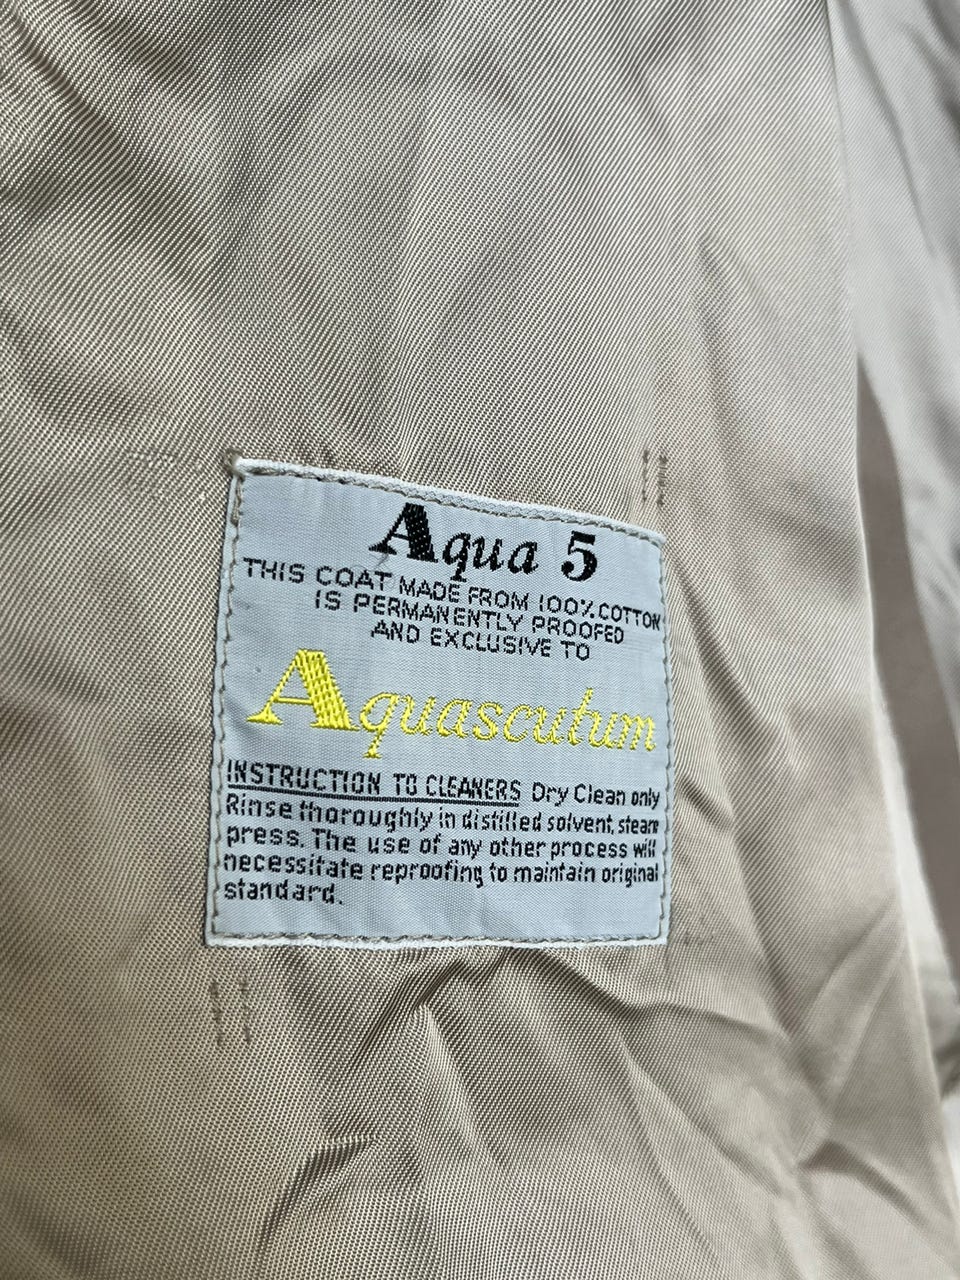 Aqua 5
THIS COAT MADE FROM 100% COTTON
IS PERMANENTLY PROOFED
AND EXCLUSIVE TO
Aquascutum
INSTRUCTION TO CLEANERS Dry Clean only
Rinse thoroughly in distilled solvent, steam
press. The use of any other process will
necessitate reproofing to maintain original
standard.